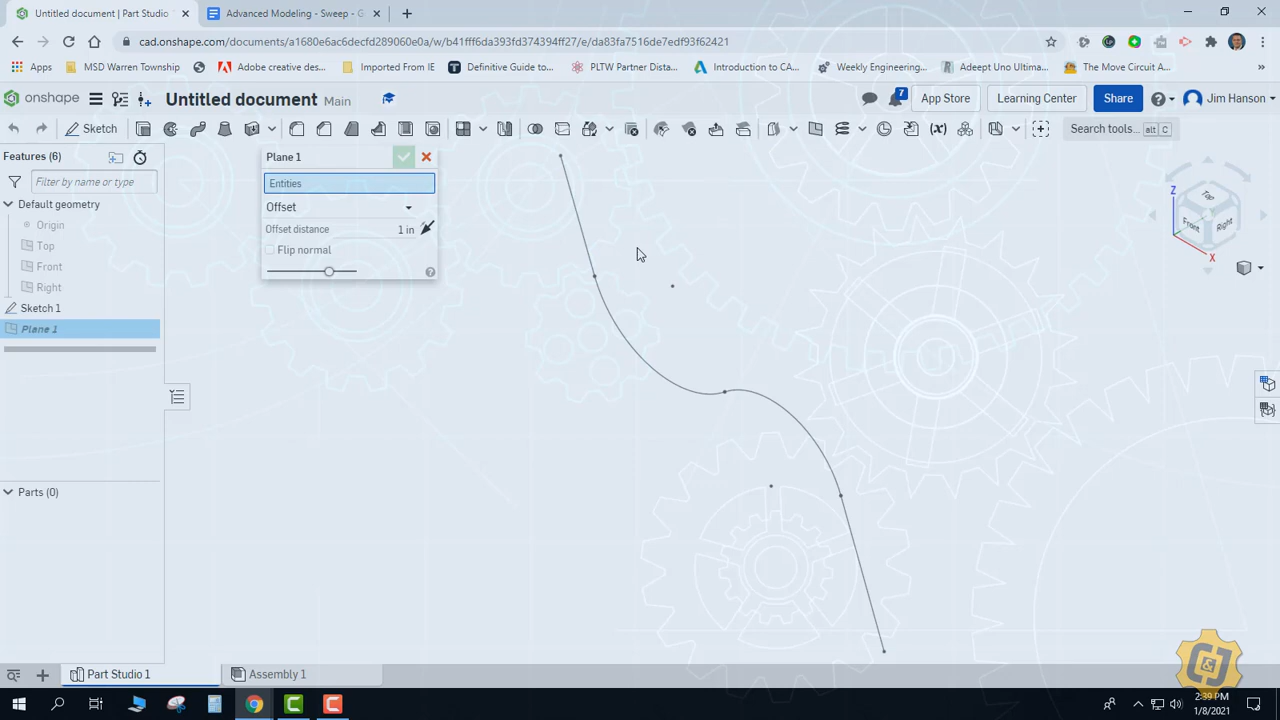 Untitled document | Part Studio
Advanced Modeling - Sweep - G
cad.onshape.com/documents/a1680e6ac6decfd289060e0a/w/b41fff6da393fd374394ff27/e/da83fa7516de7edf93f62421
Apps
MSD Warren Township
Adobe creative des...
Imported From IE
Definitive Guide to...
PLTW Partner Dista...
Introduction to CA...
Weekly Engineering...
Adeept Uno Ultima...
The Move Circuit A...
»
onshape
Untitled document
Main
7
App Store
Learning Center
Share
Jim Hanson
Sketch
(x)
Search tools...
alt
C
Features (6)
Filter by name or type
Default geometry
Origin
Top
Front
Right
Sketch 1
Plane 1
Parts (0)
Plane 1
Entities
Offset
Offset distance
1 in
Flip normal
Z
Front
Right
X
Part Studio 1
Assembly 1
2:39 PM
1/8/2021